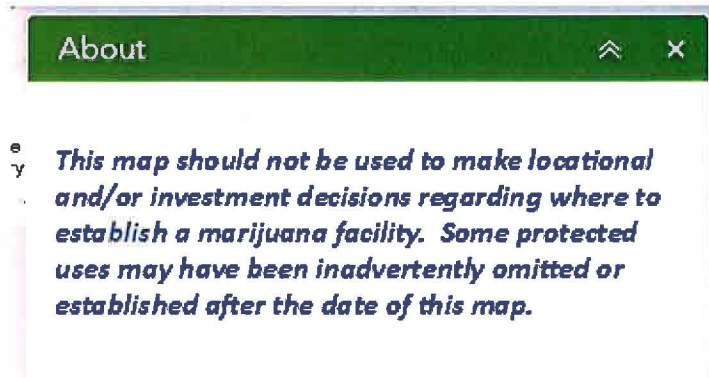 About
e
y
This map should not be used to make locational
and/or investment decisions regarding where to
establish a marijuana facility.  Some protected
uses may have been inadvertently omitted or
established after the date of this map.